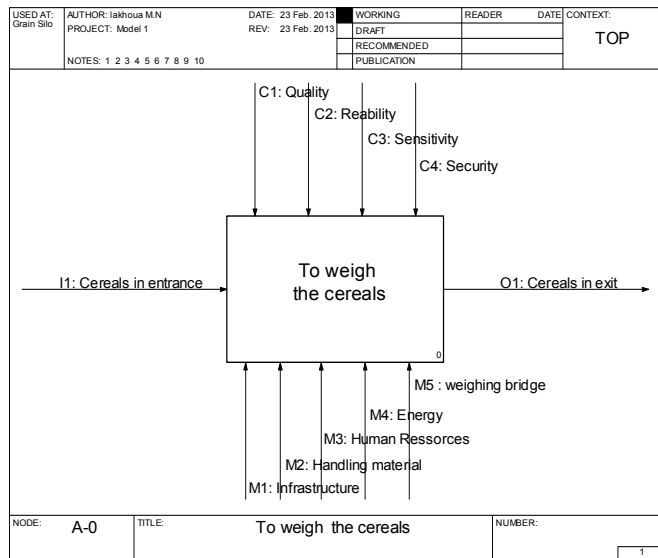 USED AT:
Grain Silo
AUTHOR: lakhoua M.N
PROJECT: Model 1
NOTES: 1 2 3 4 5 6 7 8 9 10
DATE: 23 Feb. 2013
REV: 23 Feb. 2013
WORKING
DRAFT
RECOMMENDED
PUBLICATION
READER DATE
CONTEXT:
TOP
C1: Quality
C2: Reability
C3: Sensitivity
C4: Security
I1: Cereals in entrance
To weigh
the cereals
0
O1: Cereals in exit
M5 : weighing bridge
M4: Energy
M3: Human Ressorces
M2: Handling material
M1: Infrastructure
NODE:
A-0
TITLE:
To weigh the cereals
NUMBER:
1